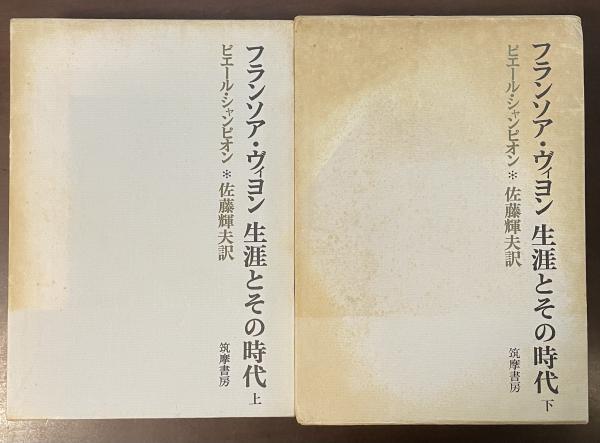 フランソア・ヴィヨン 生涯とその時代 上
ピエール・シャンピオン＊佐藤輝夫訳
筑摩書房
フランソア・ヴィヨン 生涯とその時代 下
ピエール・シャンピオン＊佐藤輝夫訳
筑摩書房